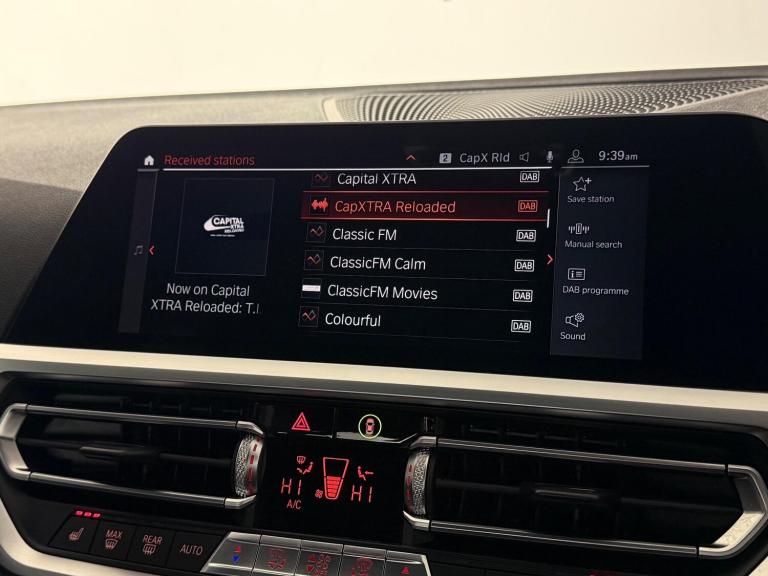 Received stations
2 CapX Rld
9:39am
Capital XTRA DAB
CapXTRA Reloaded DAB
Classic FM DAB
ClassicFM Calm DAB
ClassicFM Movies DAB
Colourful DAB
CAPITAL
XTRA
RELOADED
Now on Capital
XTRA Reloaded: T.I
Save station
Manual search
DAB programme
Sound
HI HI
A/C
MAX
REAR
AUTO